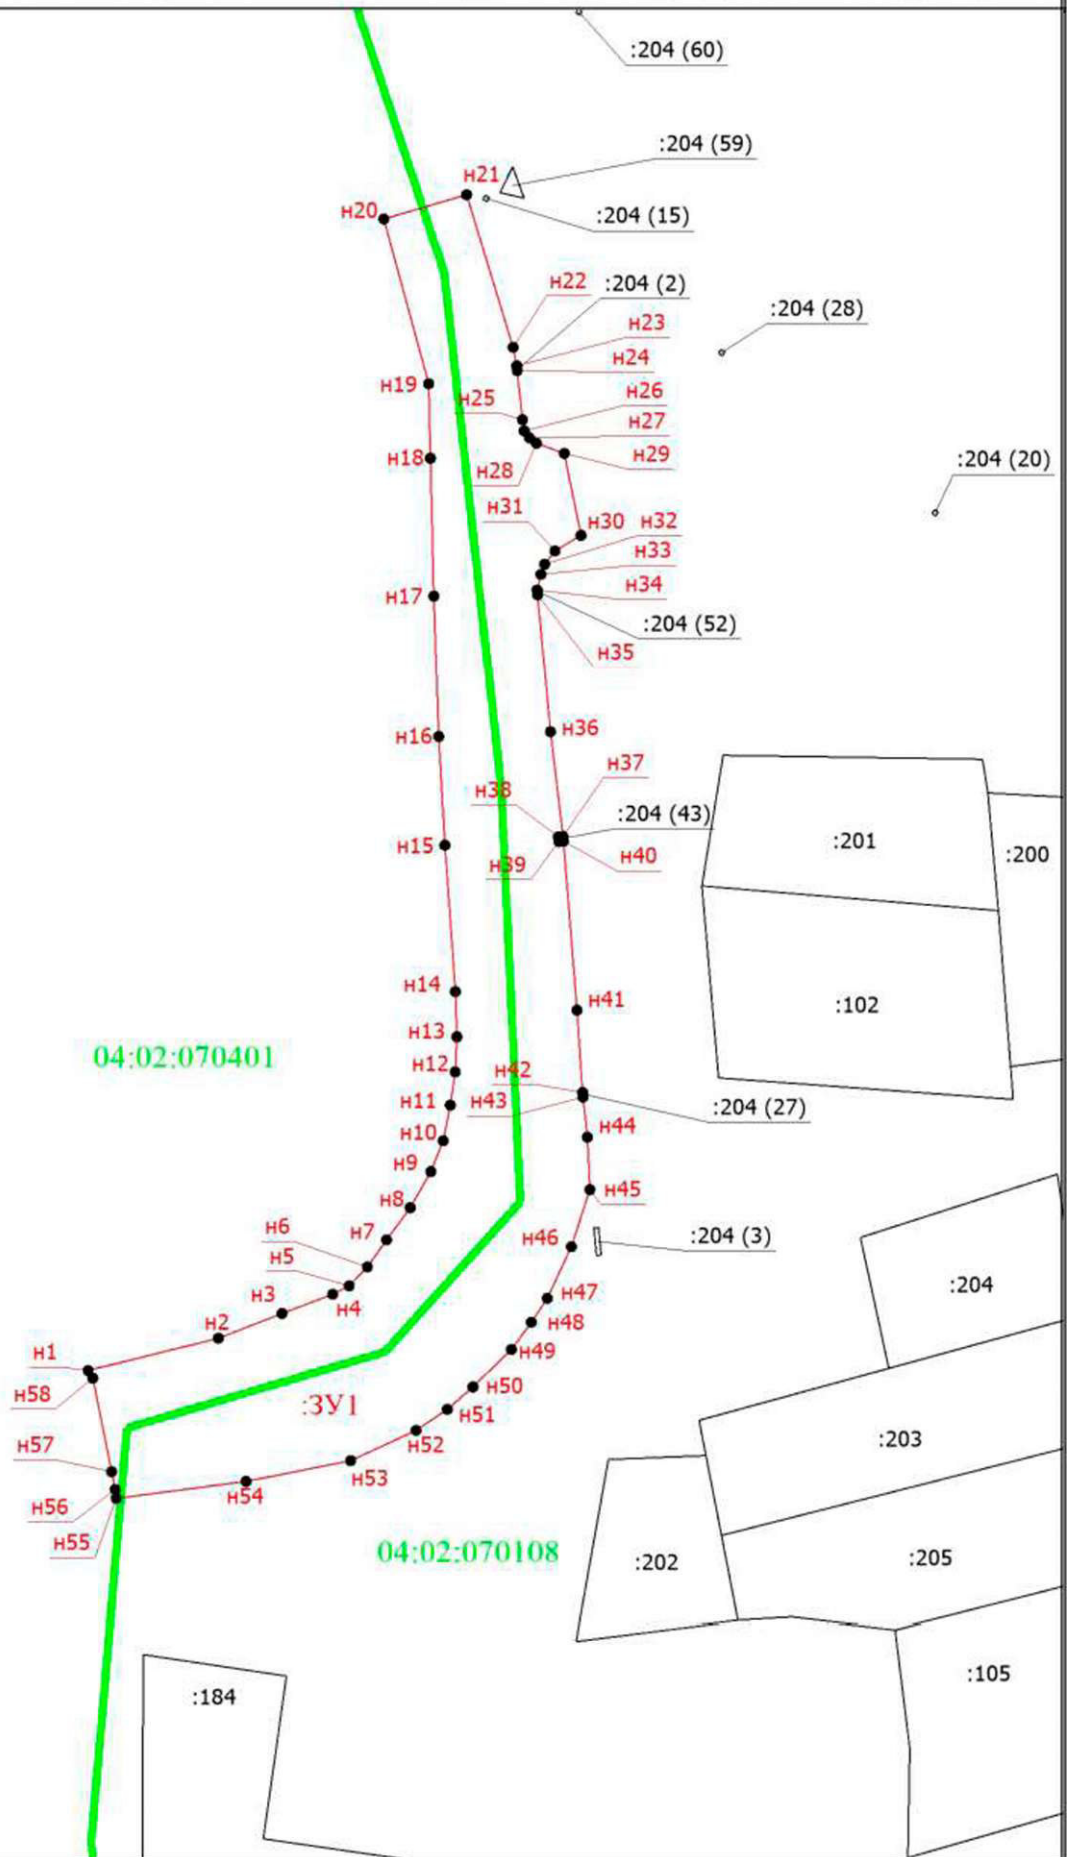 :204 (60)
:204 (59)
н21
н20
:204 (15)
н22
:204 (2)
:204 (28)
н23
н24
н19
н25
н26
н27
н18
н29
:204 (20)
н28
н31
н30
н32
н33
н17
н34
:204 (52)
н35
н16
н36
н37
н38
:204 (43)
:201
н15
н39
н40
:200
н14
н41
:102
н13
04:02:070401
н12
н42
н11
н43
:204 (27)
н10
н44
н9
н45
н8
н6
н7
н46
:204 (3)
н5
:204
н3
н4
н47
н2
н48
н1
н49
н58
н50
:ЗУ1
н51
н57
н52
:203
н53
н54
н56
н55
04:02:070108
:202
:205
:105
:184